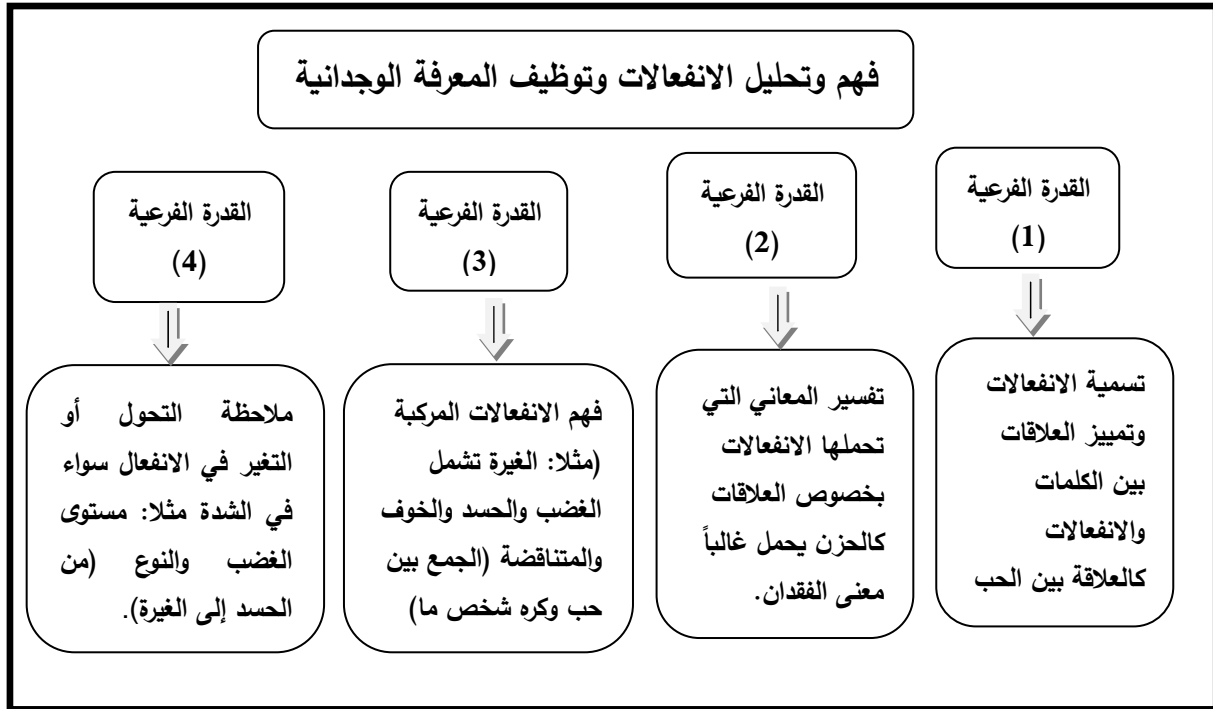 فهم وتحليل الانفعالات وتوظيف المعرفة الوجدانية
القدرة الفرعية
(1)
القدرة الفرعية
(2)
القدرة الفرعية
(3)
القدرة الفرعية
(4)
تسمية الانفعالات
وتمييز العلاقات
بين الكلمات
والانفعالات
كالعلاقة بين الحب
تفسير المعاني التي
تحملها الانفعالات
بخصوص العلاقات
كالحزن يحمل غالباً
معنى الفقدان.
فهم الانفعالات المركبة
(مثلا: الغيرة تشمل
الغضب والحسد والخوف
والمتناقضة (الجمع بين
حب وكره شخص ما)
ملاحظة التحول أو
التغير في الانفعال سواء
في الشدة مثلا: مستوى
الغضب والنوع (من
الحسد إلى الغيرة).